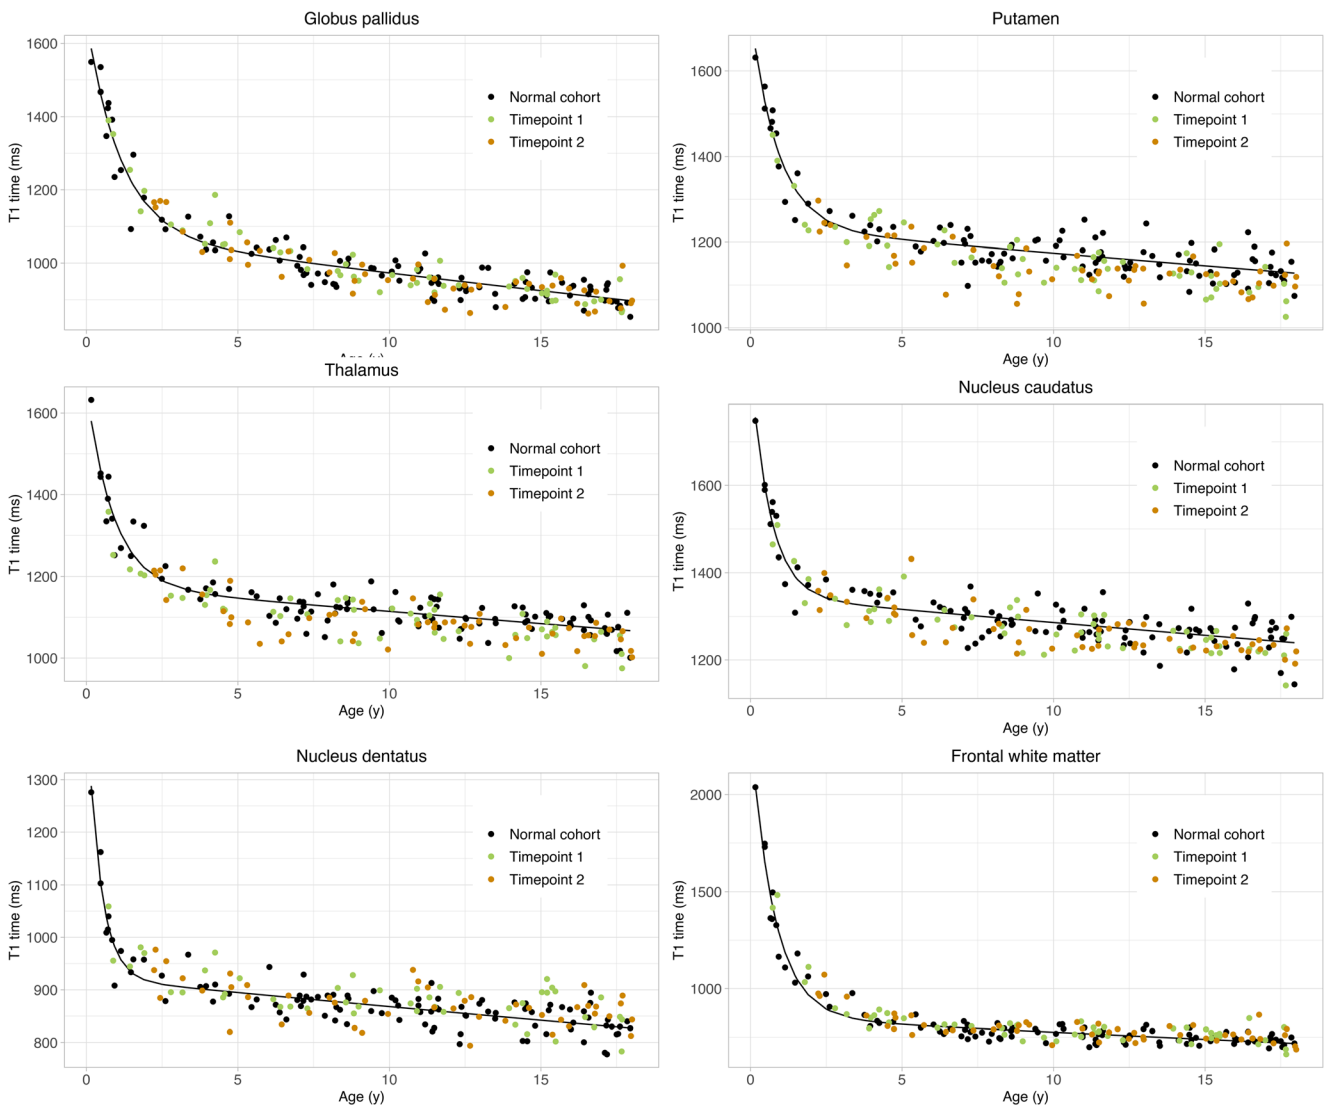 Globus pallidus
T1 time (ms)
1600
1400
1200
1000
Normal cohort
Timepoint 1
Timepoint 2
0 5 10 15
Age (y)
Putamen
T1 time (ms)
1600
1400
1200
1000
Normal cohort
Timepoint 1
Timepoint 2
0 5 10 15
Age (y)
Thalamus
T1 time (ms)
1600
1400
1200
1000
Normal cohort
Timepoint 1
Timepoint 2
0 5 10 15
Age (y)
Nucleus caudatus
T1 time (ms)
1600
1400
1200
Normal cohort
Timepoint 1
Timepoint 2
0 5 10 15
Age (y)
Nucleus dentatus
T1 time (ms)
1300
1200
1100
1000
900
800
Normal cohort
Timepoint 1
Timepoint 2
0 5 10 15
Age (y)
Frontal white matter
T1 time (ms)
2000
1500
1000
Normal cohort
Timepoint 1
Timepoint 2
0 5 10 15
Age (y)